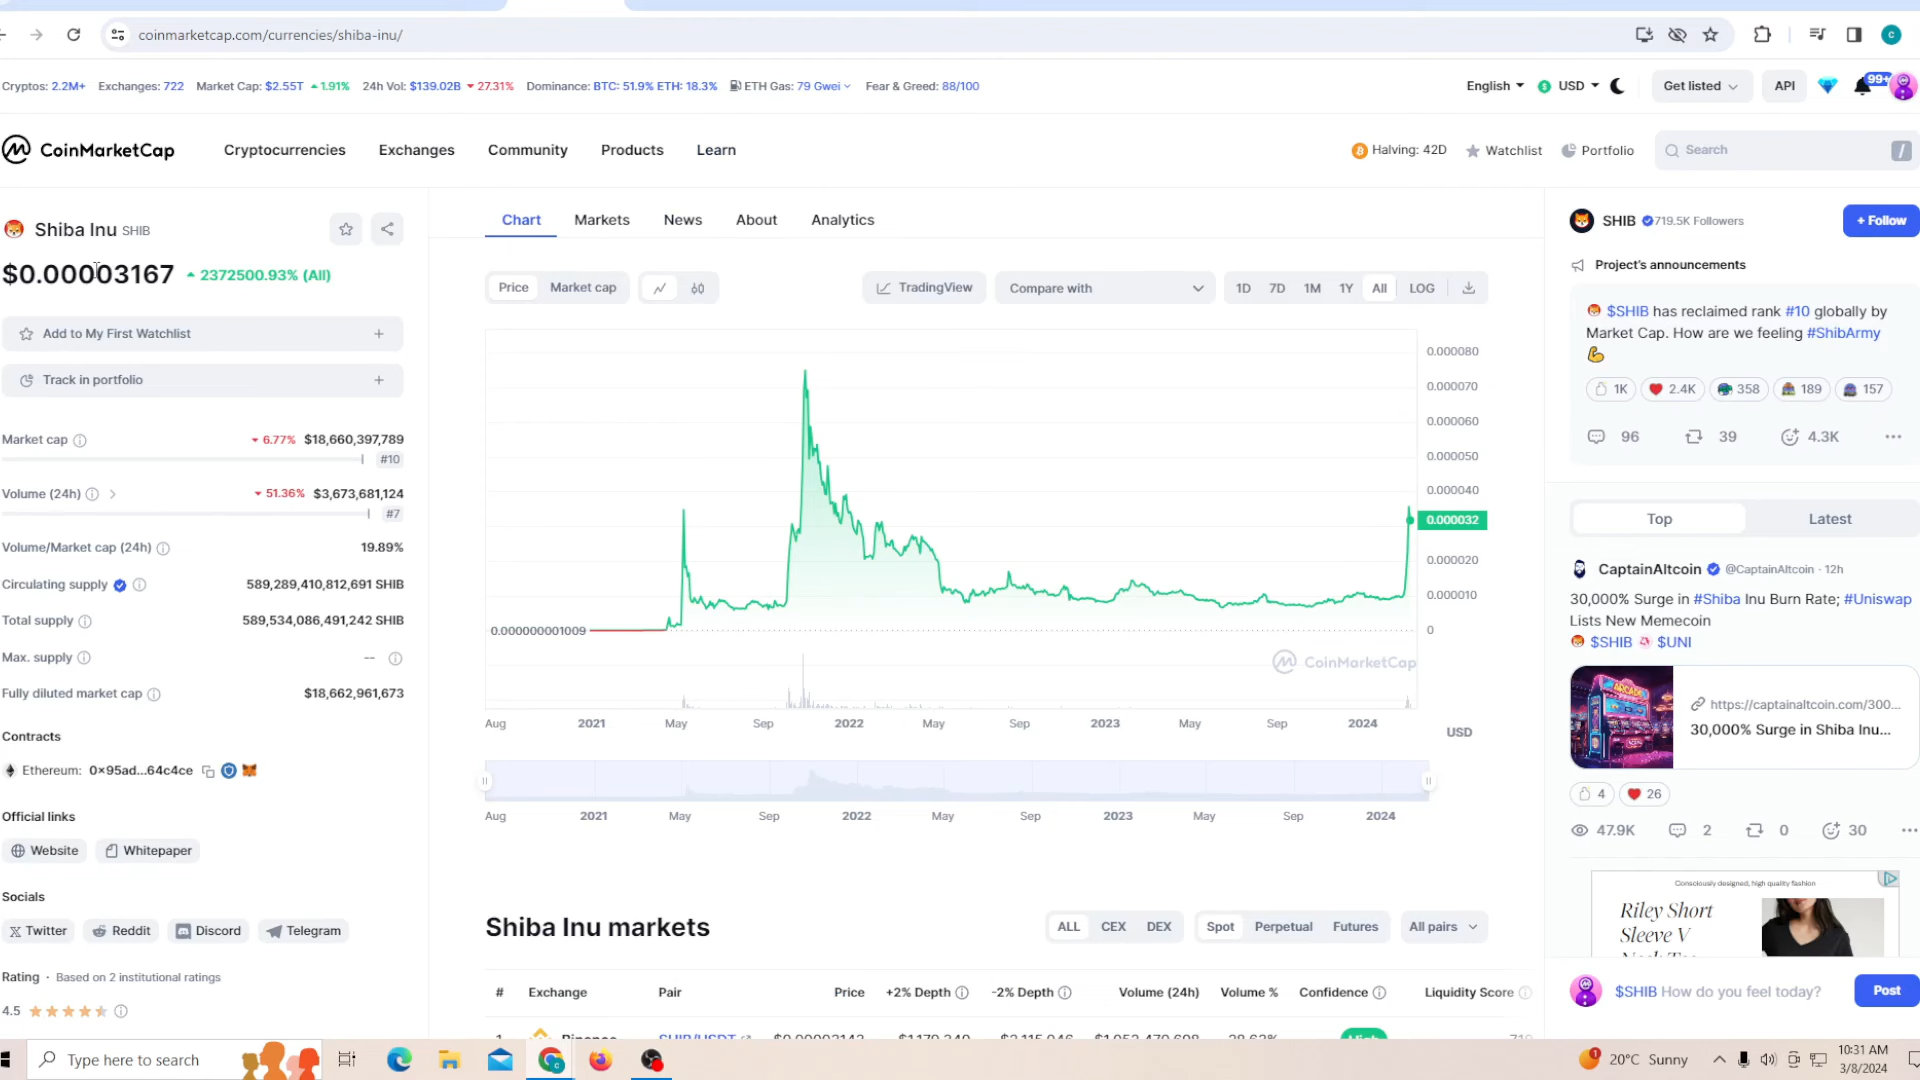 coinmarketcap.com/currencies/shiba-inu/
Cryptos: 2.2M+ Exchanges: 722 Market Cap: $2.55T 1.91% 24h Vol: $139.02B 27.31% Dominance: BTC: 51.9% ETH: 18.3% ETH Gas: 79 Gwei Fear & Greed: 88/100
English USD Get listed API 99+
CoinMarketCap Cryptocurrencies Exchanges Community Products Learn
Halving: 42D Watchlist Portfolio Search /
Shiba Inu SHIB
$0.00003167 2372500.93% (All)
Add to My First Watchlist +
Track in portfolio +
Market cap 6.77% $18,660,397,789
#10
Volume (24h) 51.36% $3,673,681,124
#7
Volume/Market cap (24h) 19.89%
Circulating supply 589,289,410,812,691 SHIB
Total supply 589,534,086,491,242 SHIB
Max. supply --
Fully diluted market cap $18,662,961,673
Contracts
Ethereum: 0x95ad...64c4ce
Official links
Website Whitepaper
Socials
Twitter Reddit Discord Telegram
Rating · Based on 2 institutional ratings
4.5
Chart Markets News About Analytics
Price Market cap TradingView Compare with 1D 7D 1M 1Y All LOG
0.000080
0.000070
0.000060
0.000050
0.000040
0.000032
0.000020
0.000010
0.000000001009 0
CoinMarketCap
Aug 2021 May Sep 2022 May Sep 2023 May Sep 2024
USD
Aug 2021 May Sep 2022 May Sep 2023 May Sep 2024
Shiba Inu markets ALL CEX DEX Spot Perpetual Futures All pairs
# Exchange Pair Price +2% Depth -2% Depth Volume (24h) Volume % Confidence Liquidity Score
SHIB 719.5K Followers + Follow
Project's announcements
$SHIB has reclaimed rank #10 globally by
Market Cap. How are we feeling #ShibArmy
1K 2.4K 358 189 157
96 39 4.3K
Top Latest
CaptainAltcoin @CaptainAltcoin · 12h
30,000% Surge in #Shiba Inu Burn Rate; #Uniswap
Lists New Memecoin
$SHIB $UNI
ARCADE
https://captainaltcoin.com/300...
30,000% Surge in Shiba Inu...
4 26
47.9K 2 0 30
Consciously designed, high quality fashion
Riley Short
Sleeve V
$SHIB How do you feel today? Post
Type here to search
1 20°C Sunny
10:31 AM
3/8/2024